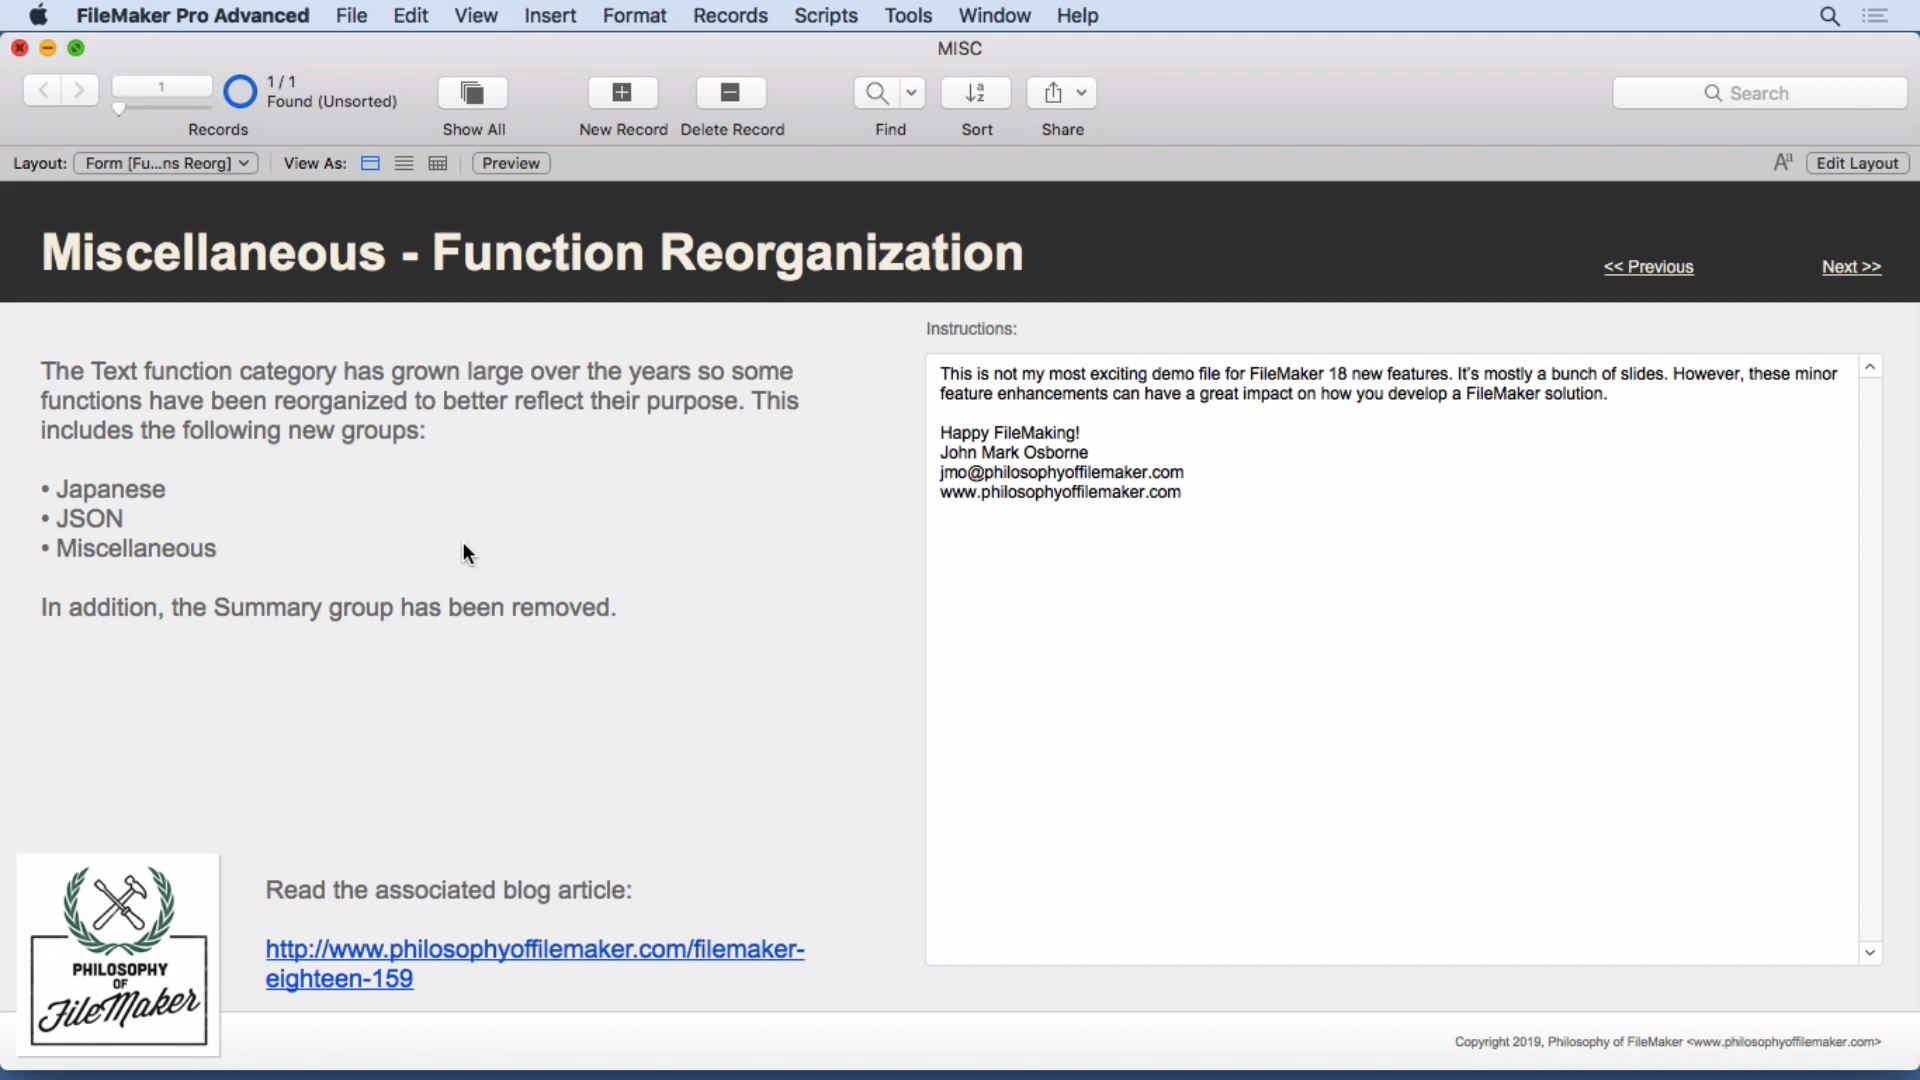 FileMaker Pro Advanced File Edit View Insert Format Records Scripts Tools Window Help
MISC
1
1 / 1
Found (Unsorted)
Records
Show All
New Record
Delete Record
Find
Sort
Share
Search
Layout: Form [Fu...ns Reorg] View As: Preview Aa Edit Layout
Miscellaneous - Function Reorganization
<< Previous
Next >>
The Text function category has grown large over the years so some
functions have been reorganized to better reflect their purpose. This
includes the following new groups:
• Japanese
• JSON
• Miscellaneous
In addition, the Summary group has been removed.
Instructions:
This is not my most exciting demo file for FileMaker 18 new features. It's mostly a bunch of slides. However, these minor
feature enhancements can have a great impact on how you develop a FileMaker solution.
Happy FileMaking!
John Mark Osborne
jmo@philosophyoffilemaker.com
www.philosophyoffilemaker.com
PHILOSOPHY
OF
FileMaker
Read the associated blog article:
http://www.philosophyoffilemaker.com/filemaker-
eighteen-159
Copyright 2019, Philosophy of FileMaker <www.philosophyoffilemaker.com>